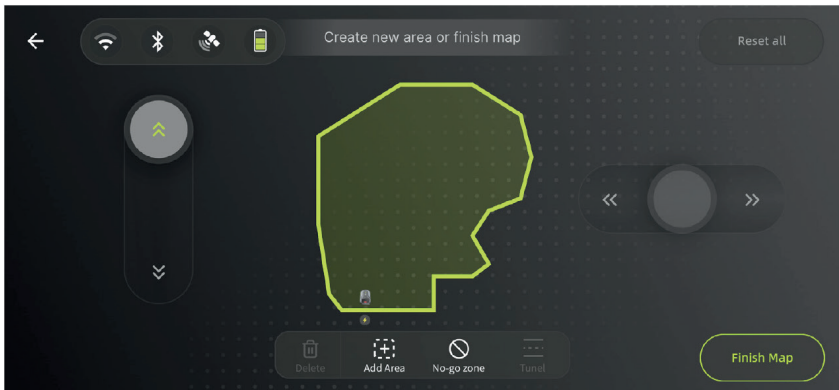 Create new area or finish map
Reset all
Delete
Add Area
No-go zone
Tunel
Finish Map